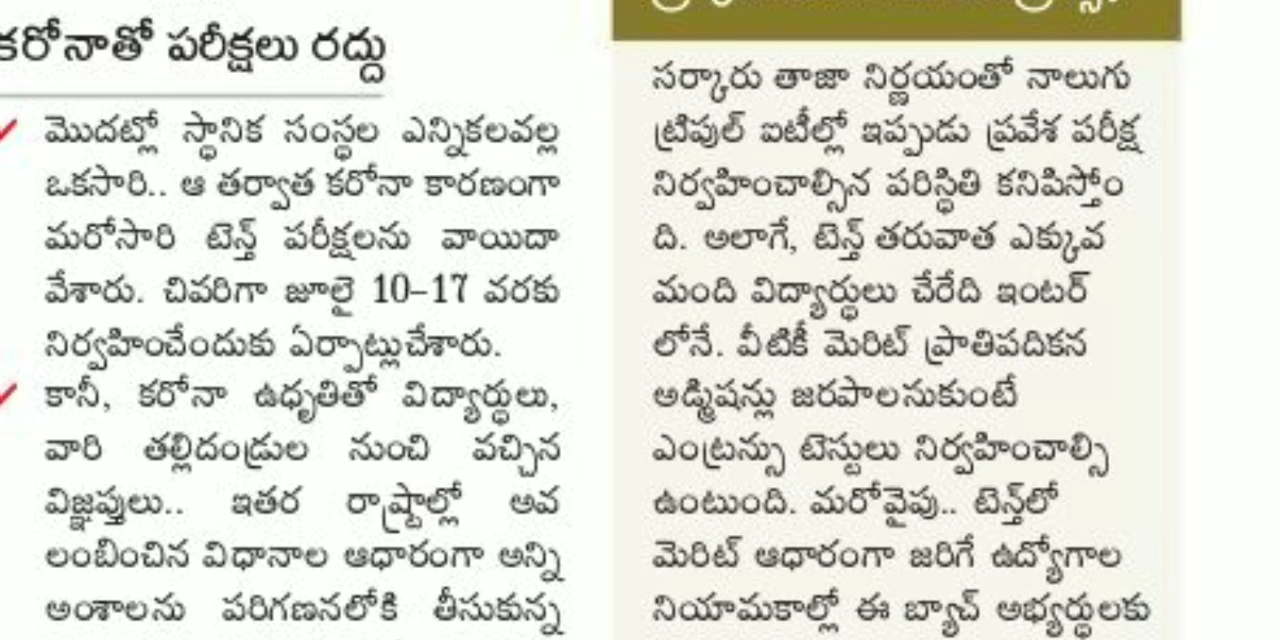 కరోనాతో పరీక్షలు రద్దు
మొదట్లో స్థానిక సంస్థల ఎన్నికలవల్ల
ఒకసారి.. ఆ తర్వాత కరోనా కారణంగా
మరోసారి టెన్త్ పరీక్షలను వాయిదా
వేశారు. చివరిగా జూలై 10–17 వరకు
నిర్వహించేందుకు ఏర్పాట్లుచేశారు.
కానీ, కరోనా ఉధృతితో విద్యార్థులు,
వారి తల్లిదండ్రుల నుంచి వచ్చిన
విజ్ఞప్తులు.. ఇతర రాష్ట్రాల్లో అవ
లంబించిన విధానాల ఆధారంగా అన్ని
అంశాలను పరిగణనలోకి తీసుకున్న
సర్కారు తాజా నిర్ణయంతో నాలుగు
ట్రిపుల్ ఐటీల్లో ఇప్పుడు ప్రవేశ పరీక్ష
నిర్వహించాల్సిన పరిస్థితి కనిపిస్తోం
ది. అలాగే, టెన్త్ తరువాత ఎక్కువ
మంది విద్యార్థులు చేరేది ఇంటర్
లోనే. వీటికీ మెరిట్ ప్రాతిపదికన
అడ్మిషన్లు జరపాలనుకుంటే
ఎంట్రన్సు టెస్టులు నిర్వహించాల్సి
ఉంటుంది. మరోవైపు.. టెన్త్‌లో
మెరిట్ ఆధారంగా జరిగే ఉద్యోగాల
నియామకాల్లో ఈ బ్యాచ్ అభ్యర్థులకు